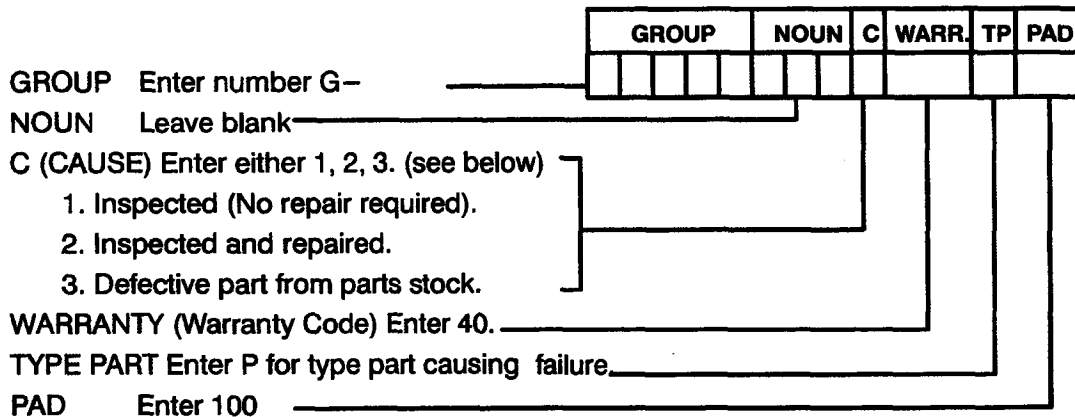 GROUP NOUN C WARR. TP PAD
GROUP Enter number G–
NOUN Leave blank
C (CAUSE) Enter either 1, 2, 3. (see below)
1. Inspected (No repair required).
2. Inspected and repaired.
3. Defective part from parts stock.
WARRANTY (Warranty Code) Enter 40.
TYPE PART Enter P for type part causing failure.
PAD Enter 100